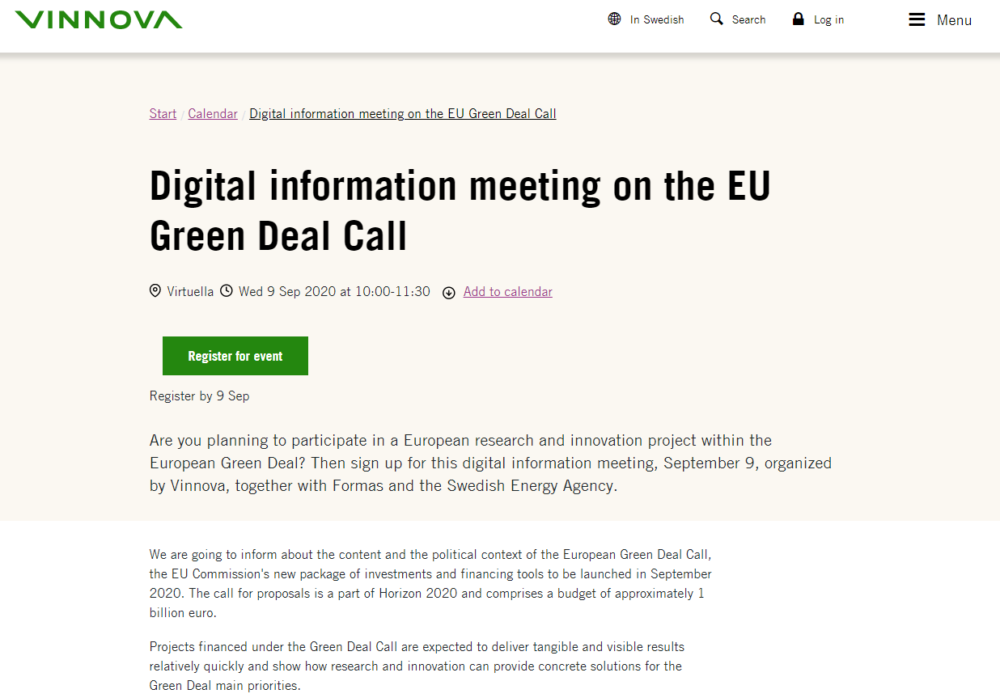 VINNOVA
In Swedish
Search
Log in
Menu
Start / Calendar / Digital information meeting on the EU Green Deal Call
Digital information meeting on the EU
Green Deal Call
Virtuella Wed 9 Sep 2020 at 10:00-11:30 Add to calendar
Register for event
Register by 9 Sep
Are you planning to participate in a European research and innovation project within the
European Green Deal? Then sign up for this digital information meeting, September 9, organized
by Vinnova, together with Formas and the Swedish Energy Agency.
We are going to inform about the content and the political context of the European Green Deal Call,
the EU Commission's new package of investments and financing tools to be launched in September
2020. The call for proposals is a part of Horizon 2020 and comprises a budget of approximately 1
billion euro.
Projects financed under the Green Deal Call are expected to deliver tangible and visible results
relatively quickly and show how research and innovation can provide concrete solutions for the
Green Deal main priorities.